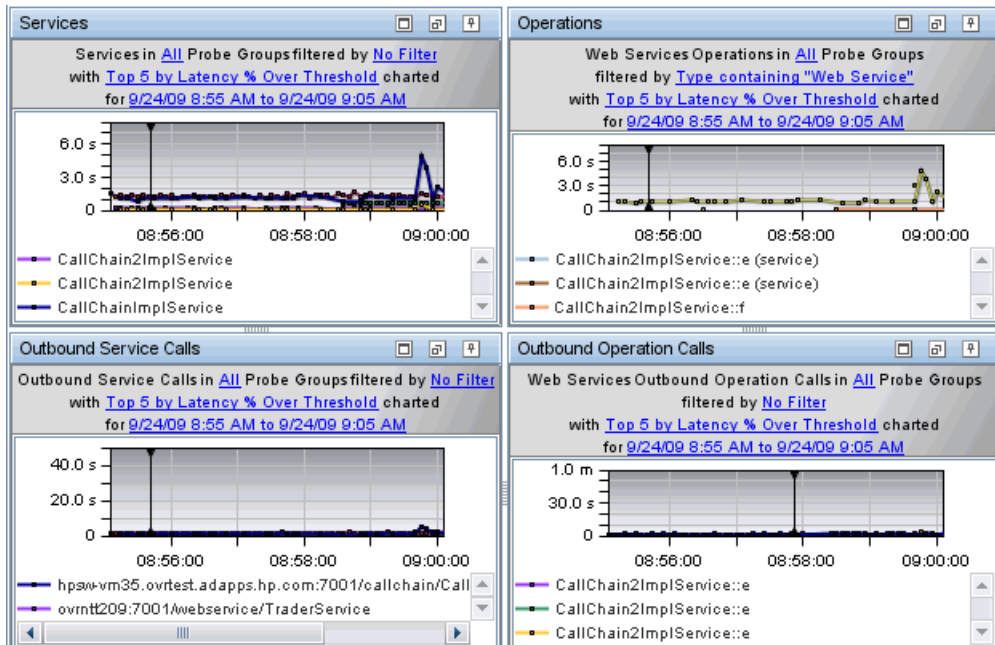 Services
Services in All Probe Groups filtered by No Filter
with Top 5 by Latency % Over Threshold charted
for 9/24/09 8:55 AM to 9/24/09 9:05 AM
6.0 s
3.0 s
0
08:56:00 08:58:00 09:00:00
CallChain2ImplService
CallChain2ImplService
CallChainImplService
Operations
Web Services Operations in All Probe Groups
filtered by Type containing "Web Service"
with Top 5 by Latency % Over Threshold charted
for 9/24/09 8:55 AM to 9/24/09 9:05 AM
6.0 s
3.0 s
0
08:56:00 08:58:00 09:00:00
CallChain2ImplService::e (service)
CallChain2ImplService::e (service)
CallChain2ImplService::f
Outbound Service Calls
Outbound Service Calls in All Probe Groups filtered by No Filter
with Top 5 by Latency % Over Threshold charted
for 9/24/09 8:55 AM to 9/24/09 9:05 AM
40.0 s
20.0 s
0
08:56:00 08:58:00 09:00:00
hpsw-vm35.ovrtest.adapps.hp.com:7001/callchain/Call
ovrntt209:7001/webservice/TraderService
Outbound Operation Calls
Web Services Outbound Operation Calls in All Probe Groups
filtered by No Filter
with Top 5 by Latency % Over Threshold charted
for 9/24/09 8:55 AM to 9/24/09 9:05 AM
1.0 m
30.0 s
0
08:56:00 08:58:00 09:00:00
CallChain2ImplService::e
CallChain2ImplService::e
CallChain2ImplService::e